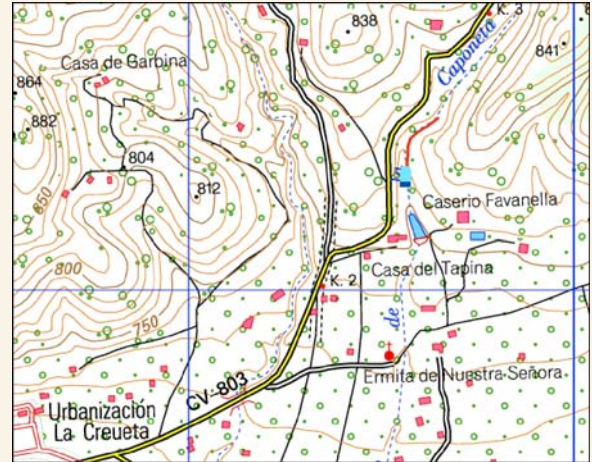 K. 3
838
841
Caponeta
Casa de Garbina
864
882
804
812
850
Caserio Favanella
800
Casa del Tapina
K. 2
750
de
Ermita de Nuestra Señora
CV-803
Urbanización
La Creueta